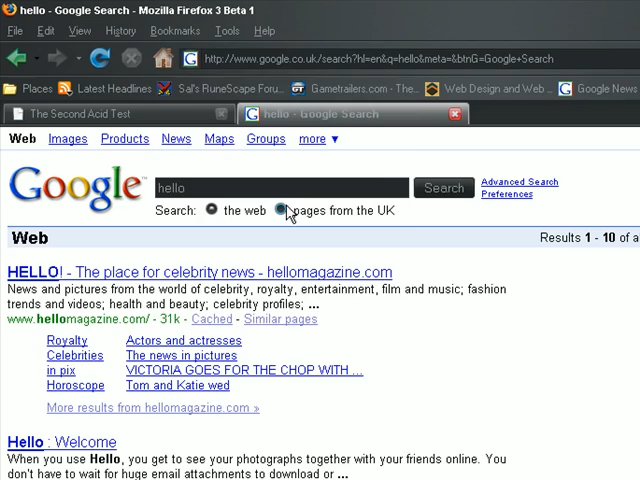 hello - Google Search - Mozilla Firefox 3 Beta 1
File Edit View History Bookmarks Tools Help
http://www.google.co.uk/search?hl=en&q=hello&meta=&btnG=Google+Search
Places Latest Headlines Sal's RuneScape Forum... Gametrailers.com - The... Web Design and Web ... Google News
The Second Acid Test hello - Google Search
Web Images Products News Maps Groups more ▼
Google™ hello Search Advanced Search
Preferences
Search: the web pages from the UK
Web Results 1 - 10 of a
HELLO! - The place for celebrity news - hellomagazine.com
News and pictures from the world of celebrity, royalty, entertainment, film and music; fashion
trends and videos; health and beauty; celebrity profiles; ...
www.hellomagazine.com/ - 31k - Cached - Similar pages
Royalty Actors and actresses
Celebrities The news in pictures
in pix VICTORIA GOES FOR THE CHOP WITH ...
Horoscope Tom and Katie wed
More results from hellomagazine.com »
Hello : Welcome
When you use Hello, you get to see your photographs together with your friends online. You
don't have to wait for huge email attachments to download or ...